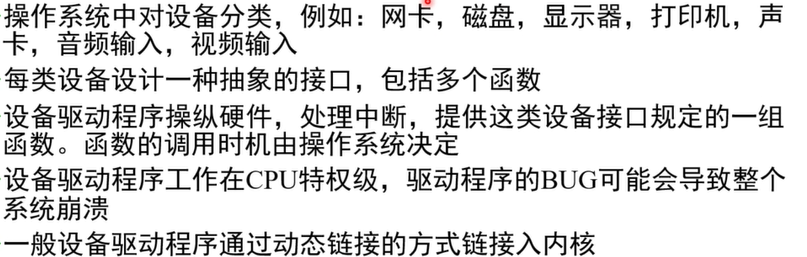 操作系统中对设备分类，例如：网卡，磁盘，显示器，打印机，声
卡，音频输入，视频输入
每类设备设计一种抽象的接口，包括多个函数
设备驱动程序操纵硬件，处理中断，提供这类设备接口规定的一组
函数。函数的调用时机由操作系统决定
设备驱动程序工作在CPU特权级，驱动程序的BUG可能会导致整个
系统崩溃
一般设备驱动程序通过动态链接的方式链接入内核